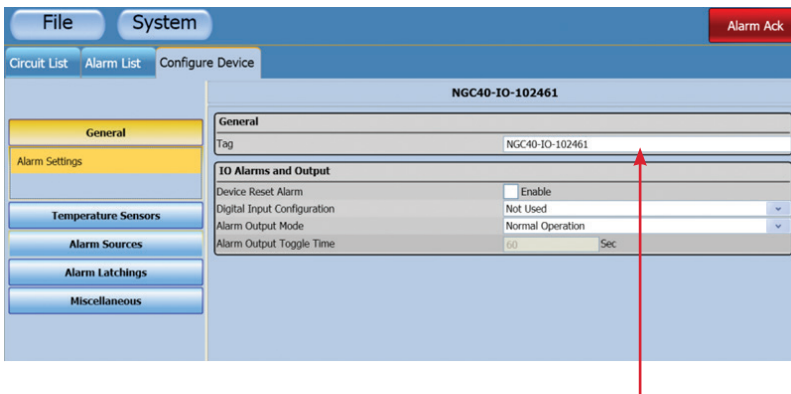 File System Alarm Ack
Circuit List Alarm List Configure Device
NGC40-IO-102461
General
Alarm Settings
Temperature Sensors
Alarm Sources
Alarm Latchings
Miscellaneous
General
Tag NGC40-IO-102461
IO Alarms and Output
Device Reset Alarm Enable
Digital Input Configuration Not Used
Alarm Output Mode Normal Operation
Alarm Output Toggle Time 60 Sec